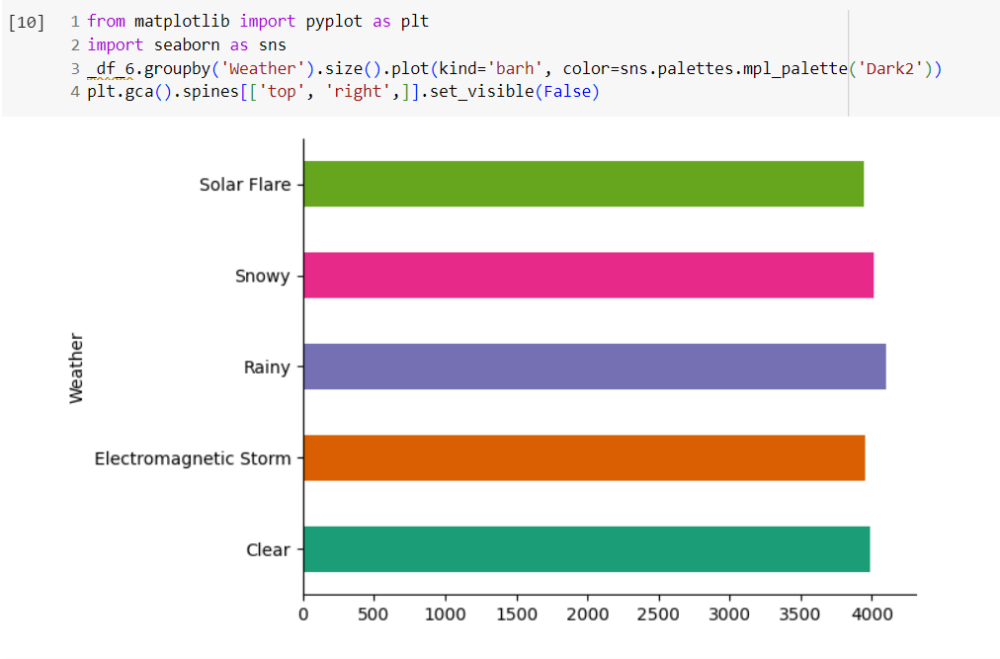 [10] 1 from matplotlib import pyplot as plt
2 import seaborn as sns
3 _df_6.groupby('Weather').size().plot(kind='barh', color=sns.palettes.mpl_palette('Dark2'))
4 plt.gca().spines[['top', 'right',]].set_visible(False)
Solar Flare
Snowy
Rainy
Weather
Electromagnetic Storm
Clear
0 500 1000 1500 2000 2500 3000 3500 4000